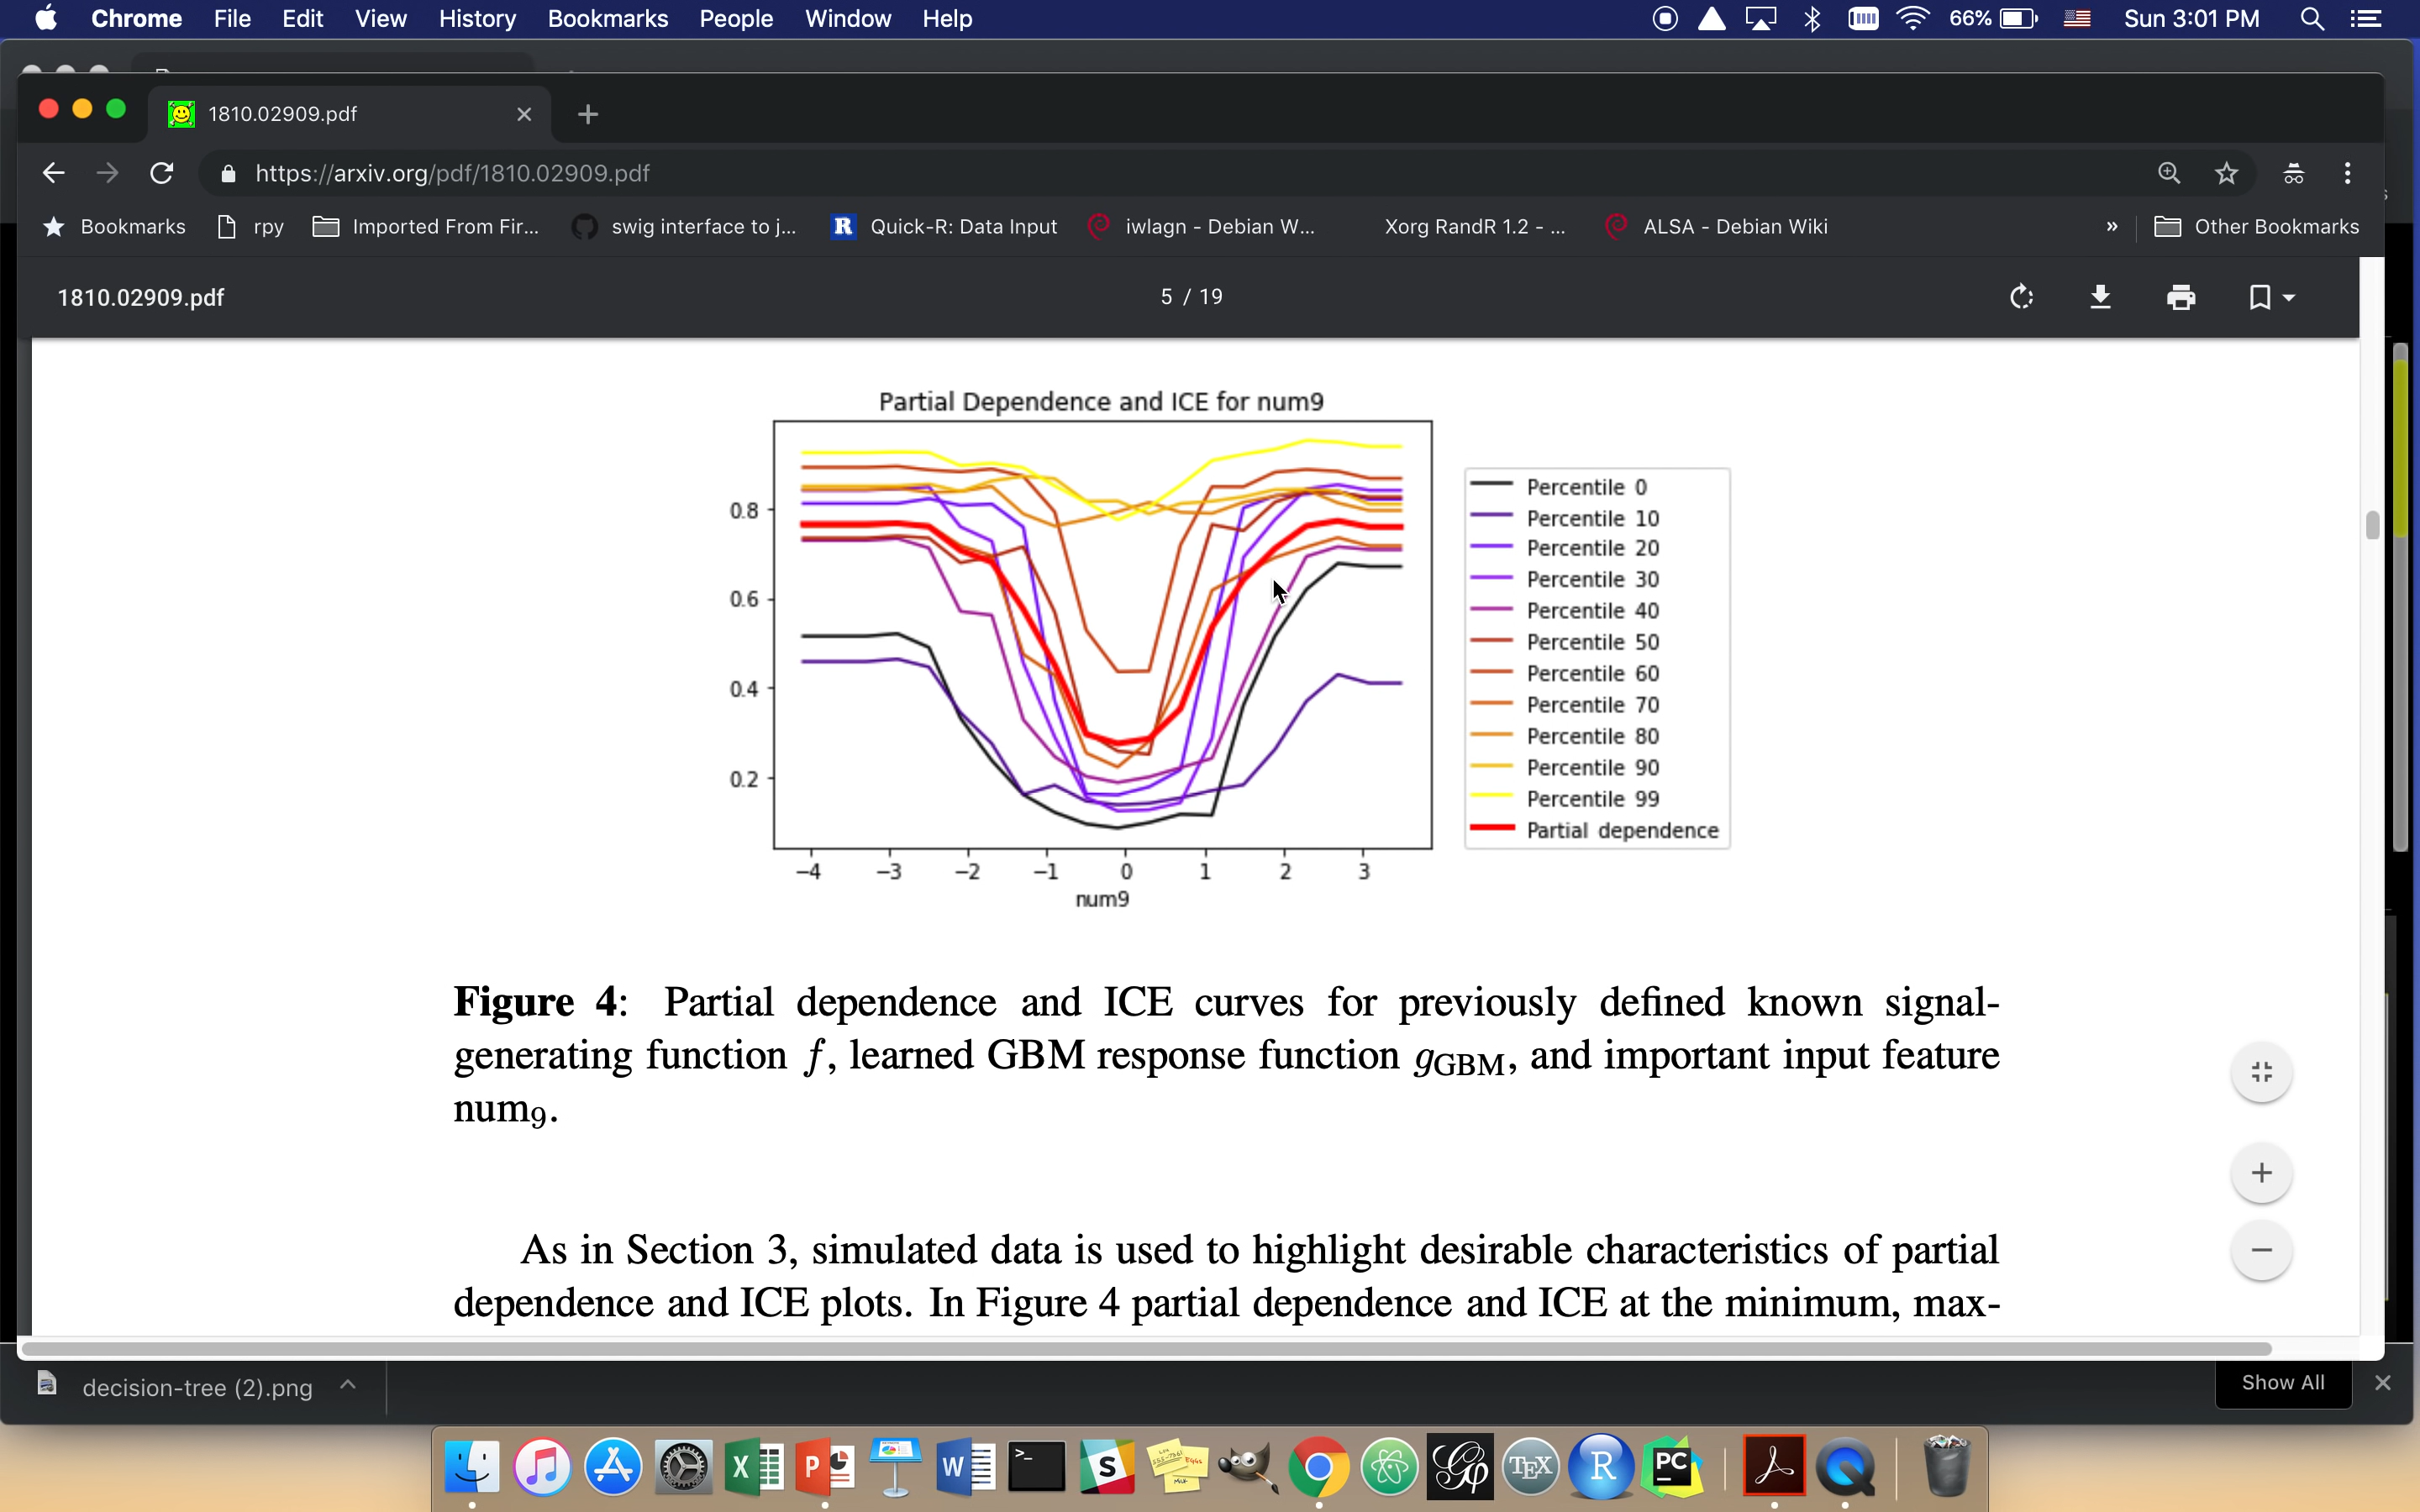 Chrome File Edit View History Bookmarks People Window Help 66% Sun 3:01 PM
1810.02909.pdf
https://arxiv.org/pdf/1810.02909.pdf
Bookmarks rpy Imported From Fir... swig interface to j... R Quick-R: Data Input iwlagn - Debian W... Xorg RandR 1.2 - ... ALSA - Debian Wiki » Other Bookmarks
1810.02909.pdf 5 / 19
Partial Dependence and ICE for num9
0.8
0.6
0.4
0.2
−4 −3 −2 −1 0 1 2 3
num9
Percentile 0
Percentile 10
Percentile 20
Percentile 30
Percentile 40
Percentile 50
Percentile 60
Percentile 70
Percentile 80
Percentile 90
Percentile 99
Partial dependence
Figure 4: Partial dependence and ICE curves for previously defined known signal-
generating function f, learned GBM response function gGBM, and important input feature
num9.
As in Section 3, simulated data is used to highlight desirable characteristics of partial
dependence and ICE plots. In Figure 4 partial dependence and ICE at the minimum, max-
decision-tree (2).png Show All
X P W >_ S TEX R PC